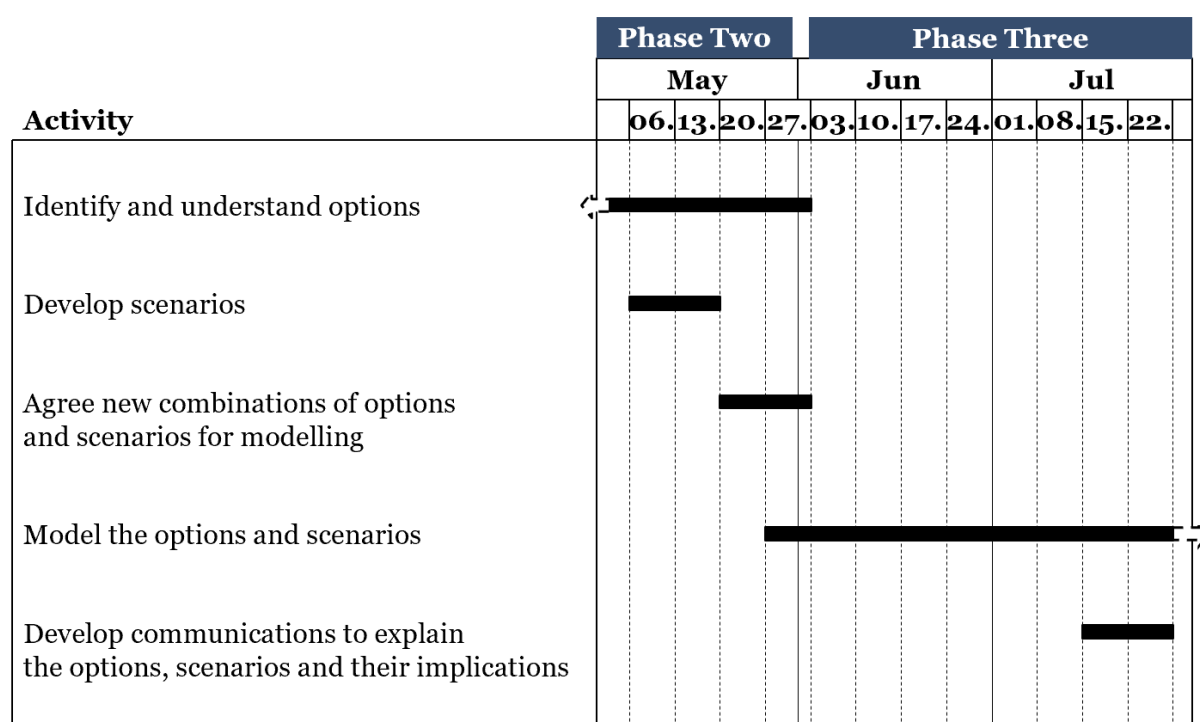 Phase Two Phase Three
May Jun Jul
Activity 06. 13. 20. 27. 03. 10. 17. 24. 01. 08. 15. 22.
Identify and understand options
Develop scenarios
Agree new combinations of options
and scenarios for modelling
Model the options and scenarios
Develop communications to explain
the options, scenarios and their implications